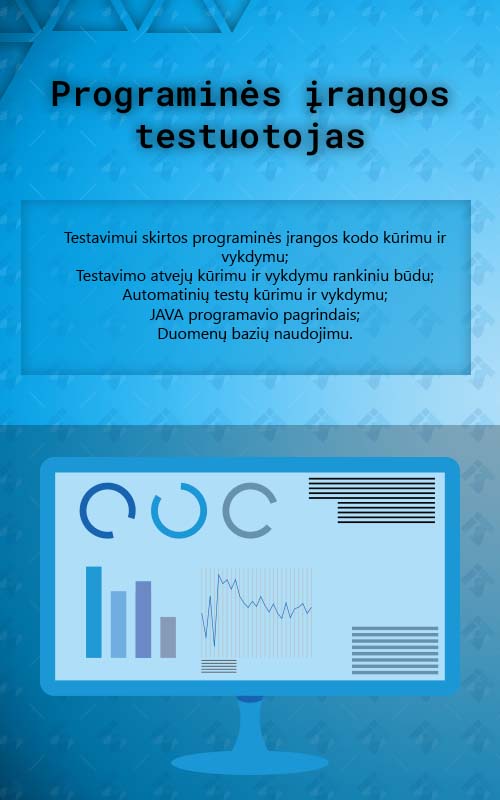 Programinės įrangos
testuotojas
Testavimui skirtos programinės įrangos kodo kūrimu ir
vykdymu;
Testavimo atvejų kūrimu ir vykdymu rankiniu būdu;
Automatinių testų kūrimu ir vykdymu;
JAVA programavio pagrindais;
Duomenų bazių naudojimu.